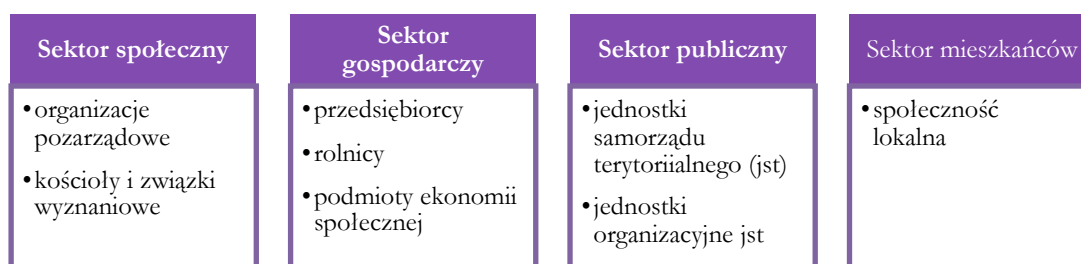 Sektor społeczny
•organizacje
pozarządowe
•kościoły i związki
wyznaniowe
Sektor
gospodarczy
•przedsiębiorcy
•rolnicy
•podmioty ekonomii
społecznej
Sektor publiczny
•jednostki
samorządu
terytoriialnego (jst)
•jednostki
organizacyjne jst
Sektor mieszkańców
•społeczność
lokalna